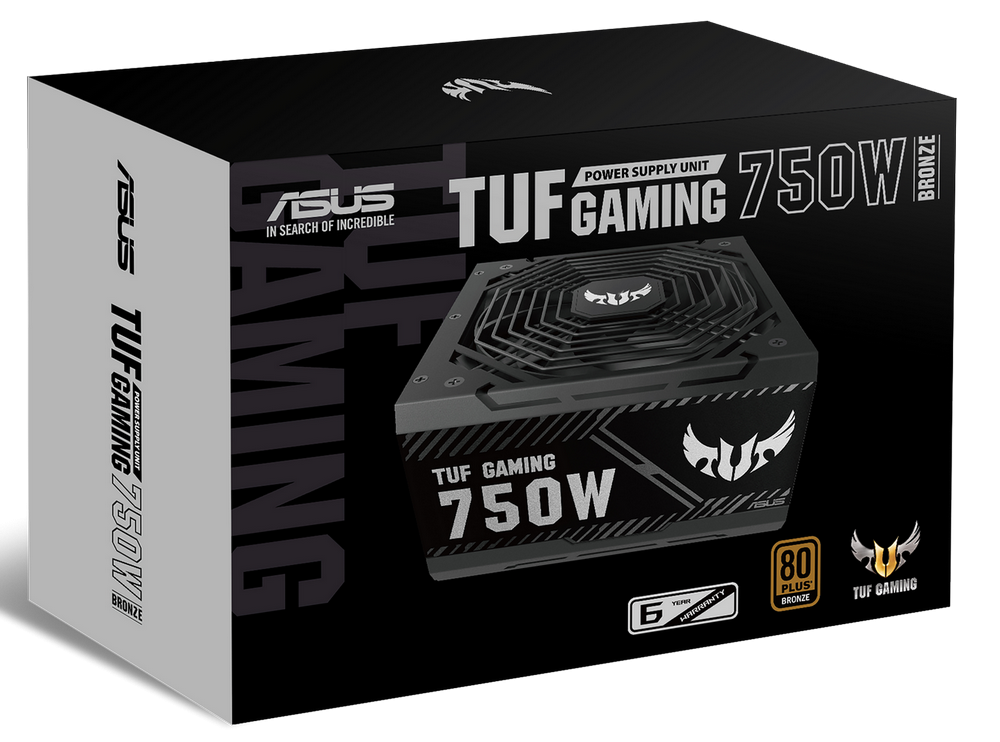 ASUS
IN SEARCH OF INCREDIBLE
TUF
GAMING
POWER SUPPLY UNIT
TUF GAMING
750W
BRONZE
TUF GAMING
750W
ASUS
6 YEAR WARRANTY
80
PLUS
BRONZE
TUF GAMING
ASUS
POWER SUPPLY UNIT
TUF GAMING
750W
BRONZE